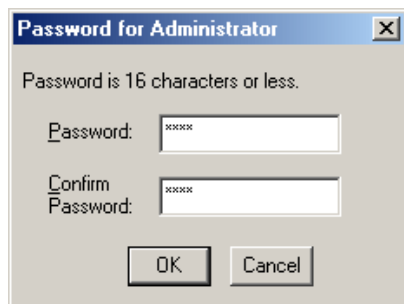 Password for Administrator
Password is 16 characters or less.
Password: ****
Confirm
Password: ****
OK Cancel